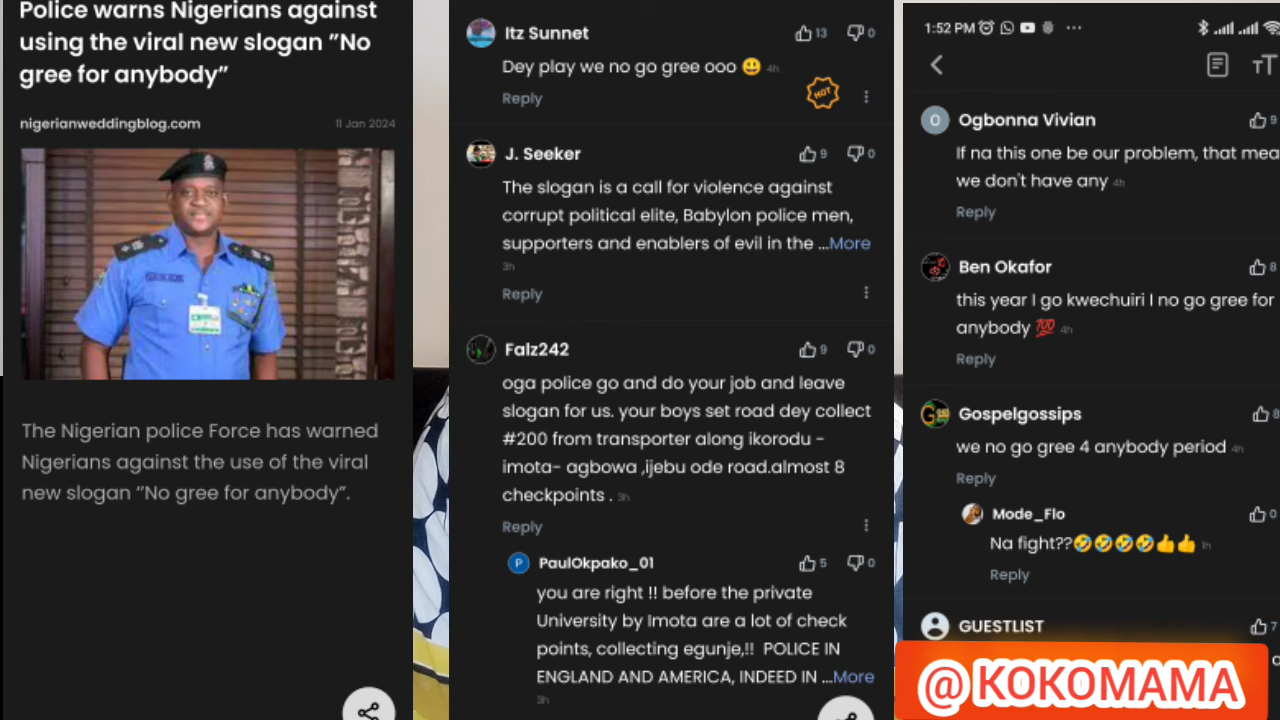 Police warns Nigerians against
using the viral new slogan ”No
gree for anybody”
nigerianweddingblog.com
11 Jan 2024
The Nigerian police Force has warned
Nigerians against the use of the viral
new slogan “No gree for anybody”.
Itz Sunnet
13
0
Dey play we no go gree ooo 😃 4h
Reply
HOT
J. Seeker
9
0
The slogan is a call for violence against
corrupt political elite, Babylon police men,
supporters and enablers of evil in the ...More
3h
Reply
Falz242
9
0
oga police go and do your job and leave
slogan for us. your boys set road dey collect
#200 from transporter along ikorodu -
imota- agbowa ,ijebu ode road.almost 8
checkpoints . 3h
Reply
P
PaulOkpako_01
5
0
you are right !! before the private
University by Imota are a lot of check
points, collecting egunje,!! POLICE IN
ENGLAND AND AMERICA, INDEED IN ...More
3h
1:52 PM
TT
O
Ogbonna Vivian
9
If na this one be our problem, that mea
we don't have any 4h
Reply
Ben Okafor
8
this year I go kwechuiri I no go gree for
anybody 💯 4h
Reply
Gospelgossips
8
we no go gree 4 anybody period 4h
Reply
Mode_Flo
0
Na fight??🤣🤣🤣🤣👍👍 1h
Reply
GUESTLIST
7
@KOKOMAMA